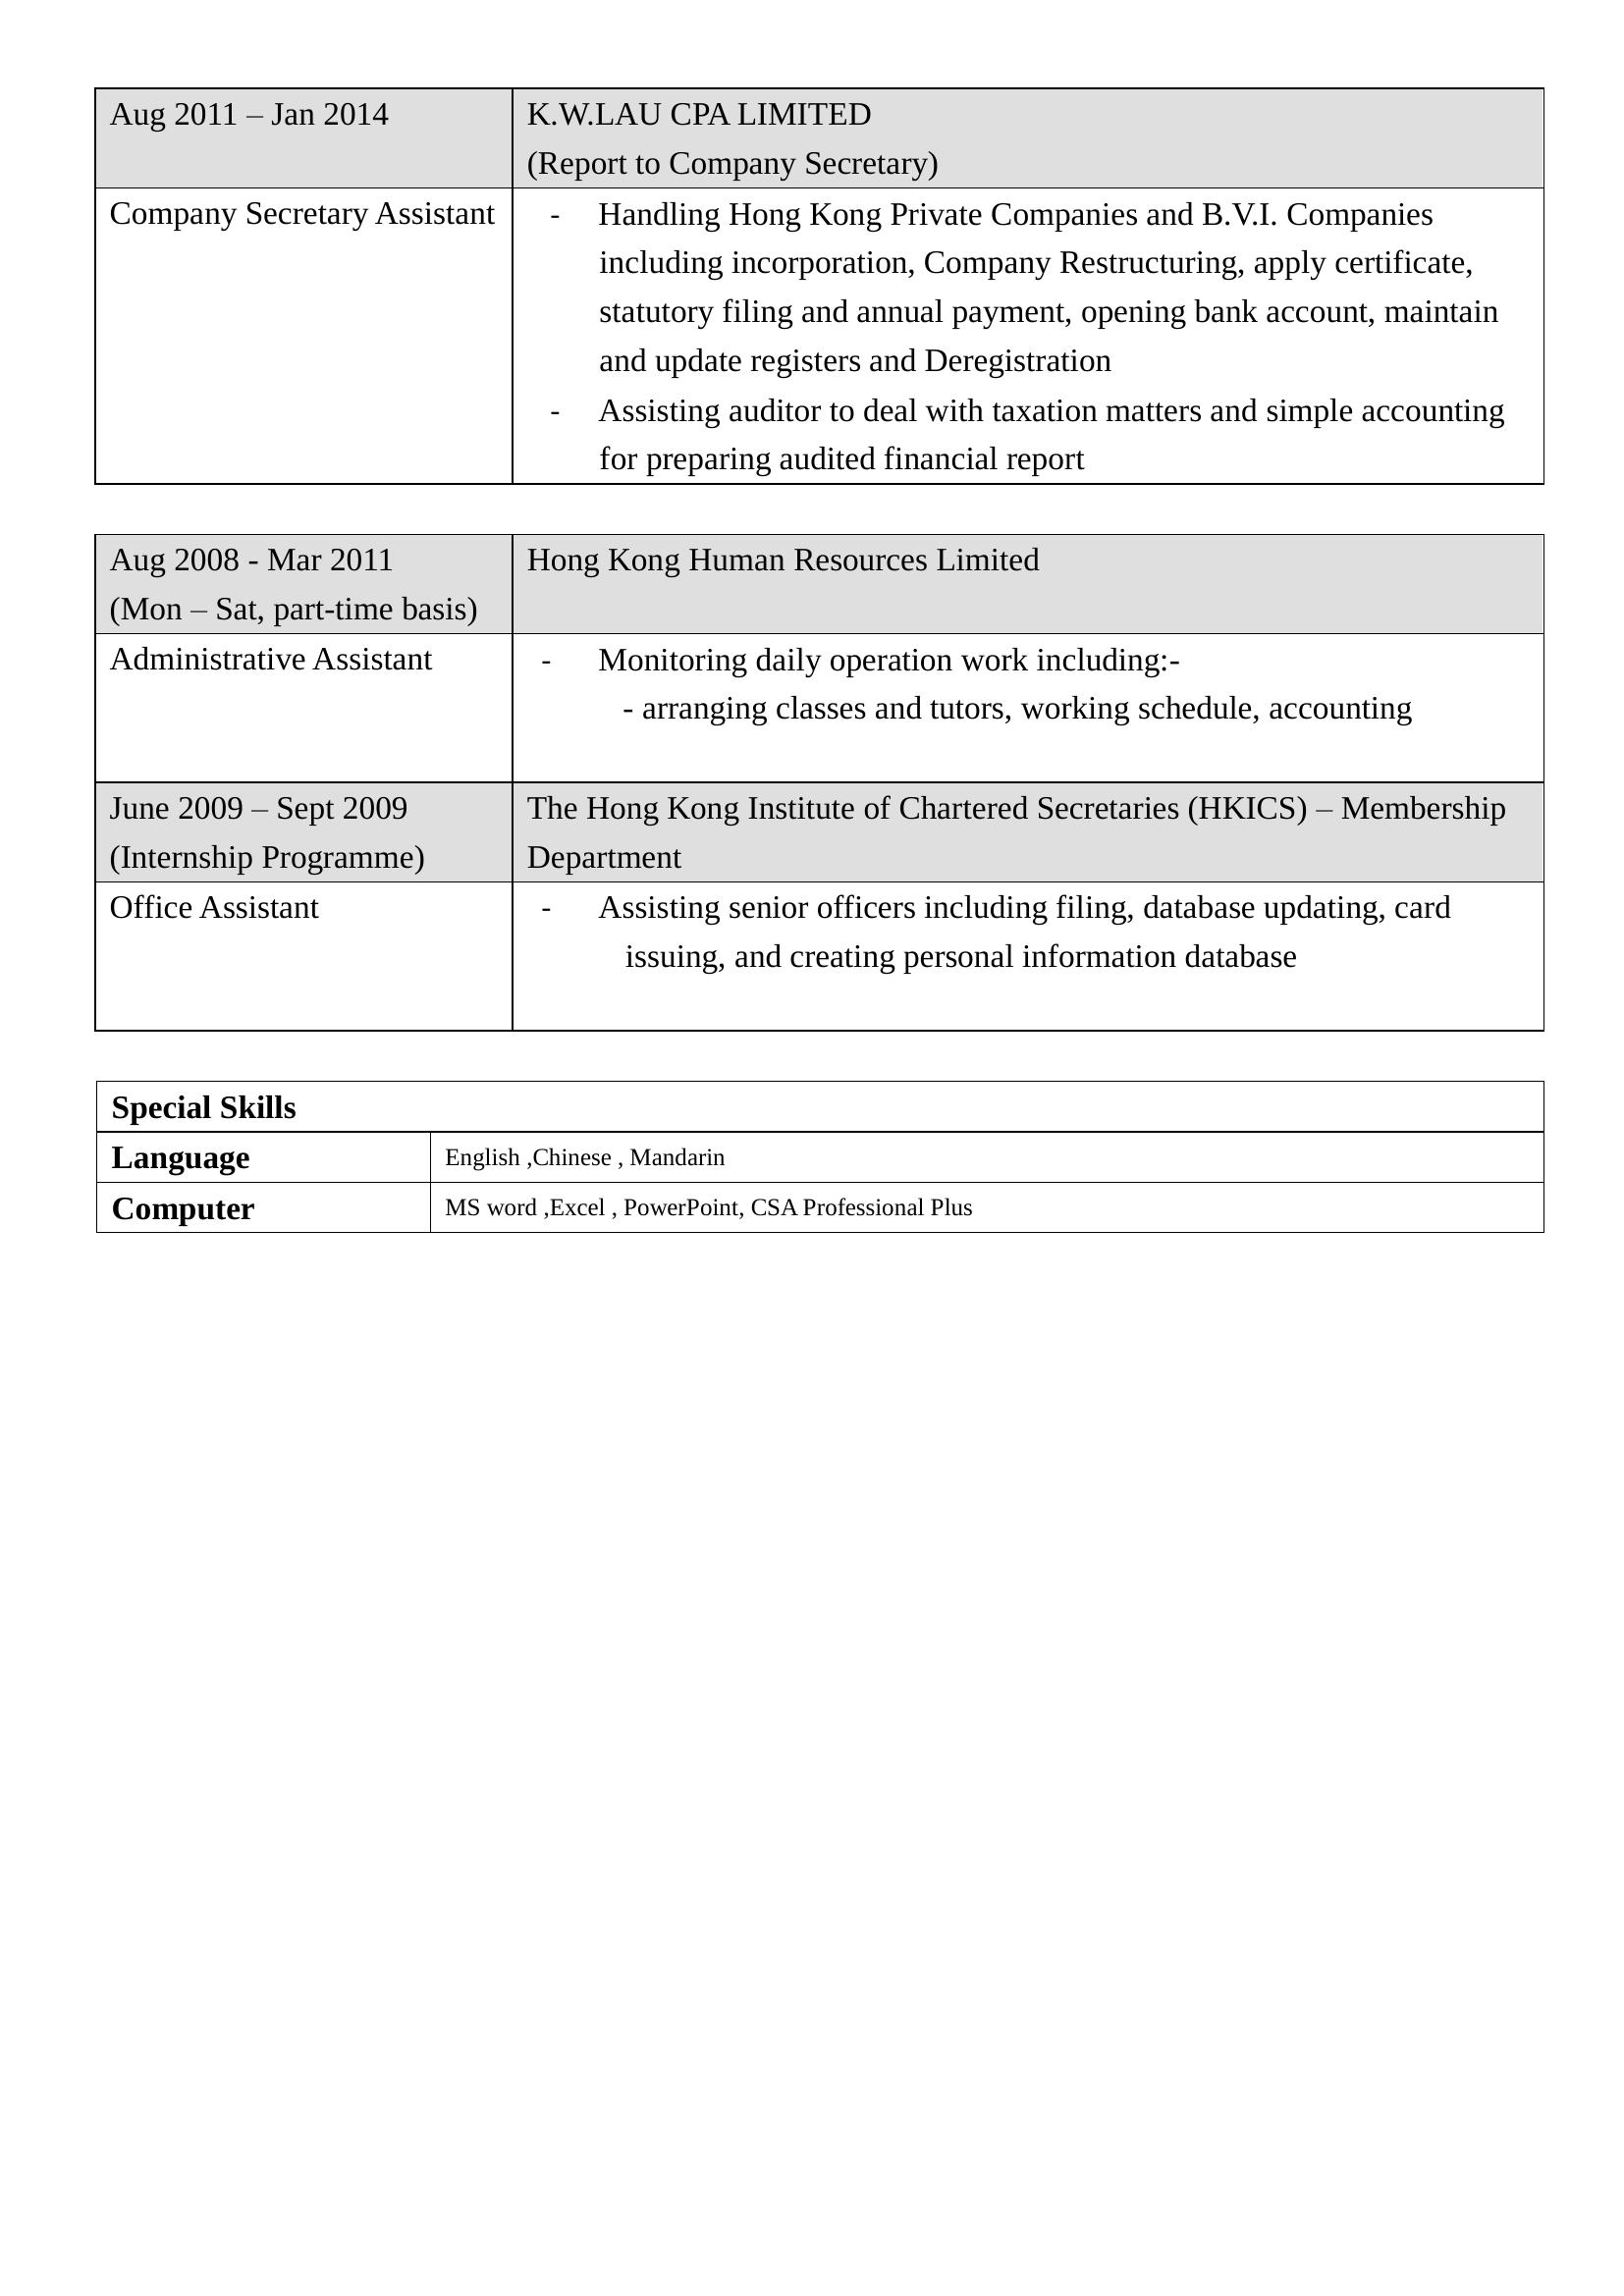 Aug 2011 – Jan 2014
K.W.LAU CPA LIMITED
(Report to Company Secretary)
Company Secretary Assistant
- Handling Hong Kong Private Companies and B.V.I. Companies
including incorporation, Company Restructuring, apply certificate,
statutory filing and annual payment, opening bank account, maintain
and update registers and Deregistration
- Assisting auditor to deal with taxation matters and simple accounting
for preparing audited financial report
Aug 2008 - Mar 2011
(Mon – Sat, part-time basis)
Hong Kong Human Resources Limited
Administrative Assistant
- Monitoring daily operation work including:-
- arranging classes and tutors, working schedule, accounting
June 2009 – Sept 2009
(Internship Programme)
The Hong Kong Institute of Chartered Secretaries (HKICS) – Membership
Department
Office Assistant
- Assisting senior officers including filing, database updating, card
issuing, and creating personal information database
Special Skills
Language
English ,Chinese , Mandarin
Computer
MS word ,Excel , PowerPoint, CSA Professional Plus